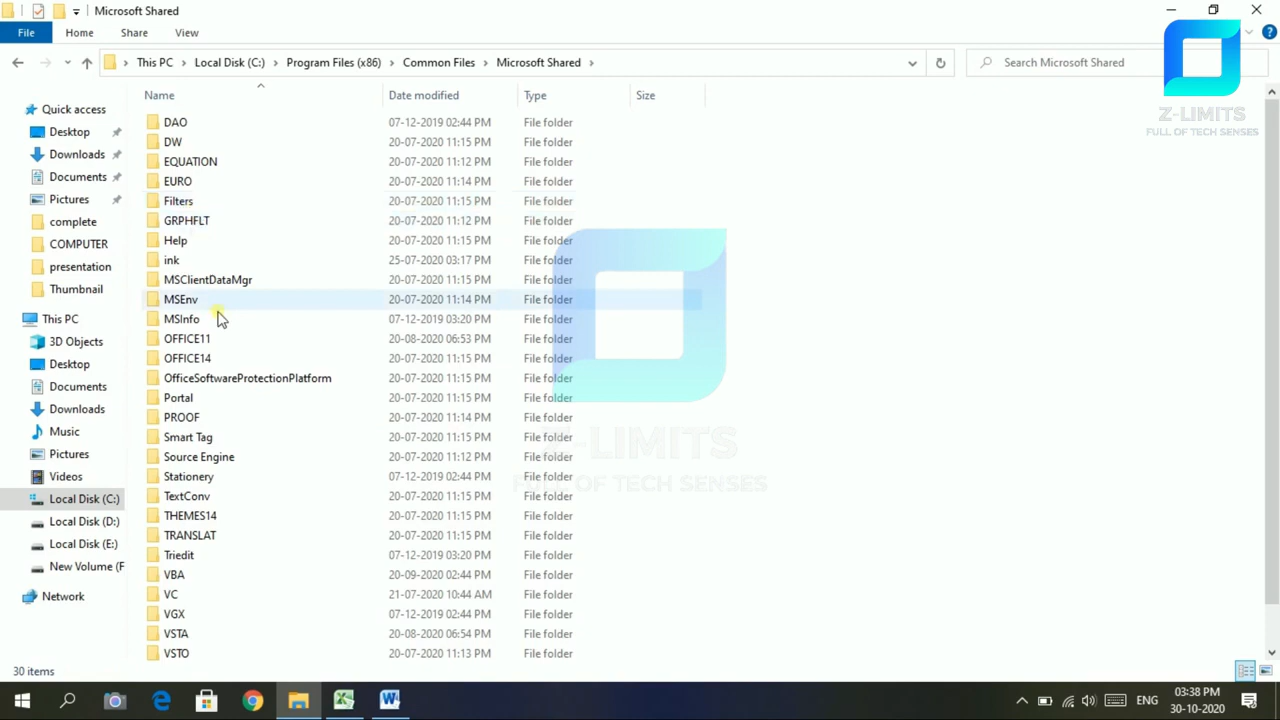 Microsoft Shared
File Home Share View
This PC Local Disk (C:) Program Files (x86) Common Files Microsoft Shared
Search Microsoft Shared
Z-LIMITS
FULL OF TECH SENSES
Quick access
Desktop
Downloads
Documents
Pictures
complete
COMPUTER
presentation
Thumbnail
This PC
3D Objects
Desktop
Documents
Downloads
Music
Pictures
Videos
Local Disk (C:)
Local Disk (D:)
Local Disk (E:)
New Volume (F
Network
Name Date modified Type Size
DAO 07-12-2019 02:44 PM File folder
DW 20-07-2020 11:15 PM File folder
EQUATION 20-07-2020 11:12 PM File folder
EURO 20-07-2020 11:14 PM File folder
Filters 20-07-2020 11:15 PM File folder
GRPHFLT 20-07-2020 11:12 PM File folder
Help 20-07-2020 11:15 PM File folder
ink 25-07-2020 03:17 PM File folder
MSClientDataMgr 20-07-2020 11:15 PM File folder
MSEnv 20-07-2020 11:14 PM File folder
MSInfo 07-12-2019 03:20 PM File folder
OFFICE11 20-08-2020 06:53 PM File folder
OFFICE14 20-07-2020 11:15 PM File folder
OfficeSoftwareProtectionPlatform 20-07-2020 11:15 PM File folder
Portal 20-07-2020 11:15 PM File folder
PROOF 20-07-2020 11:14 PM File folder
Smart Tag 20-07-2020 11:15 PM File folder
Source Engine 20-07-2020 11:12 PM File folder
Stationery 07-12-2019 02:44 PM File folder
TextConv 20-07-2020 11:15 PM File folder
THEMES14 20-07-2020 11:15 PM File folder
TRANSLAT 20-07-2020 11:15 PM File folder
Triedit 07-12-2019 03:20 PM File folder
VBA 20-09-2020 02:44 PM File folder
VC 21-07-2020 10:44 AM File folder
VGX 07-12-2019 02:44 PM File folder
VSTA 20-08-2020 06:54 PM File folder
VSTO 20-07-2020 11:13 PM File folder
Z-LIMITS
FULL OF TECH SENSES
30 items
ENG
03:38 PM
30-10-2020